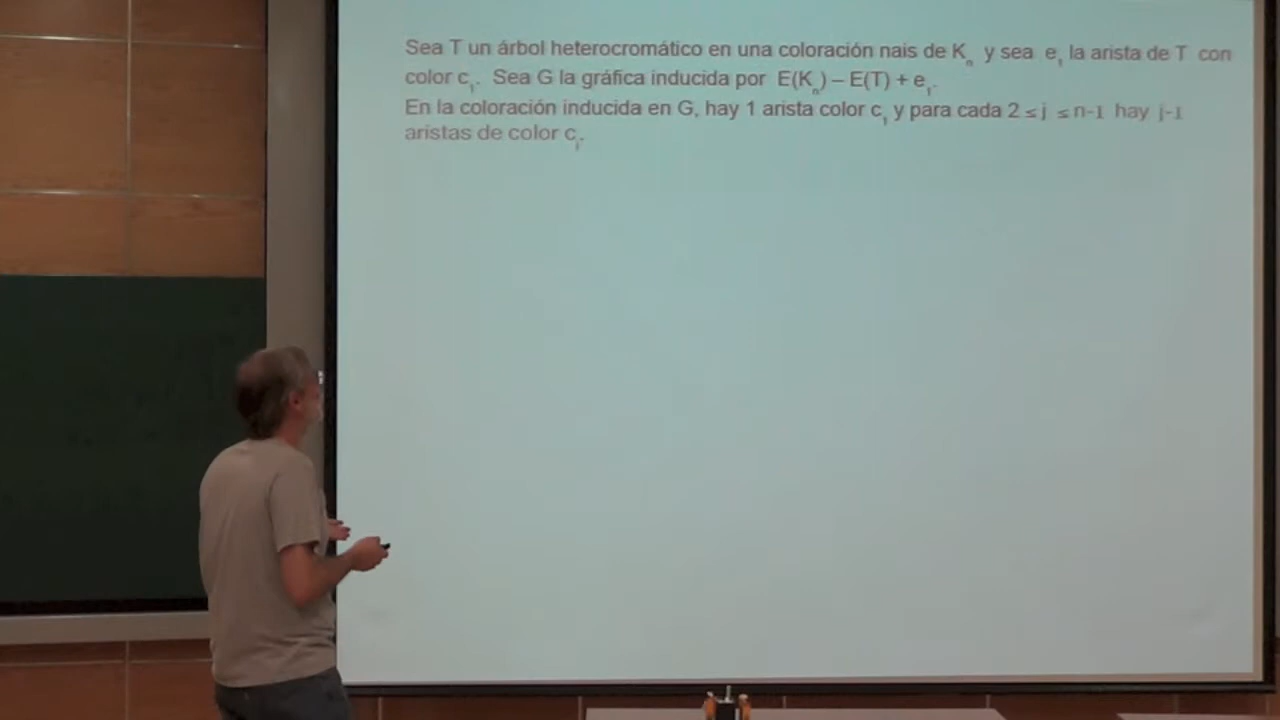 Sea T un árbol heterocromático en una coloración nais de Kₙ y sea e₁ la arista de T con
color c₁. Sea G la gráfica inducida por E(Kₙ) – E(T) + e₁.
En la coloración inducida en G, hay 1 arista color c₁ y para cada 2 ≤ j ≤ n-1 hay j-1
aristas de color cⱼ.